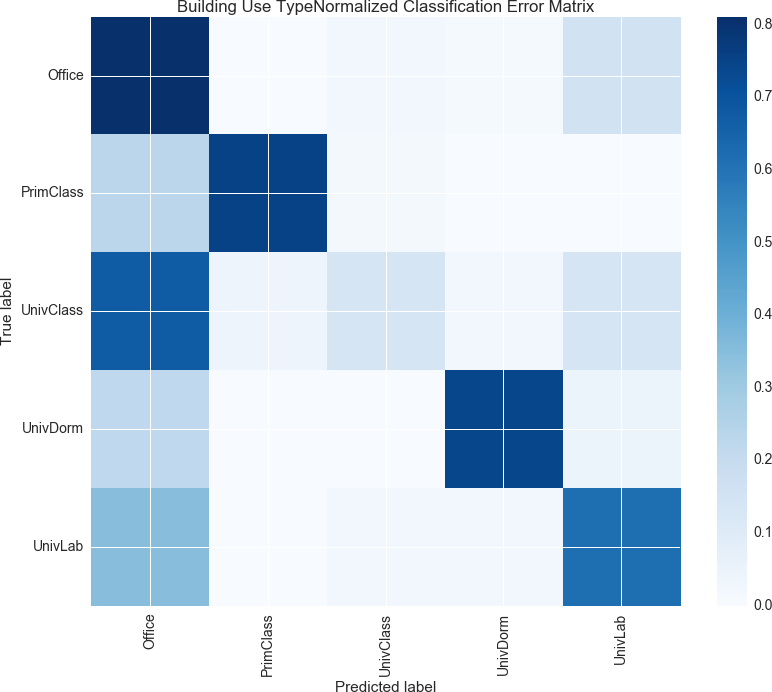 Building Use TypeNormalized Classification Error Matrix
Office
PrimClass
UnivClass
UnivDorm
UnivLab
True label
Office
PrimClass
UnivClass
UnivDorm
UnivLab
Predicted label
0.8
0.7
0.6
0.5
0.4
0.3
0.2
0.1
0.0